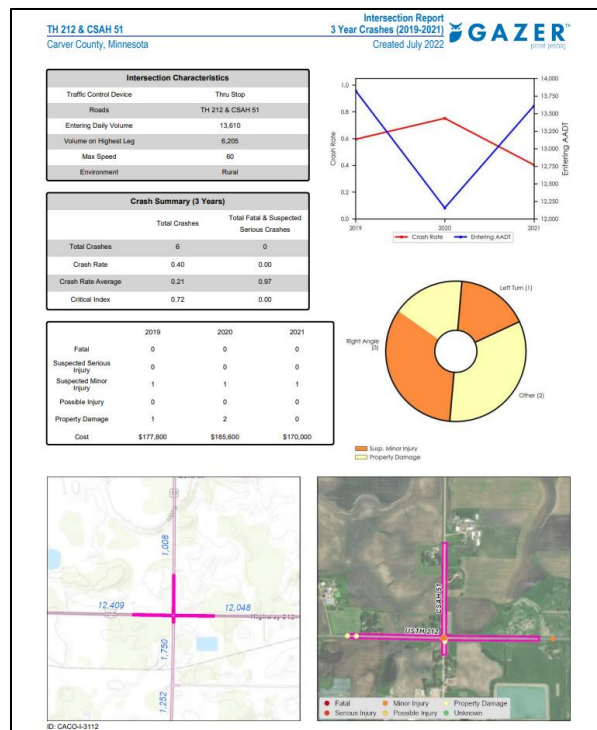 TH 212 & CSAH 51
Carver County, Minnesota
Intersection Report
3 Year Crashes (2019-2021)
Created July 2022
GAZER
patent pending
Intersection Characteristics
Traffic Control Device Thru Stop
Roads TH 212 & CSAH 51
Entering Daily Volume 13,610
Volume on Highest Leg 6,205
Max Speed 60
Environment Rural
Crash Summary (3 Years)
Total Crashes Total Fatal & Suspected
Serious Crashes
Total Crashes 6 0
Crash Rate 0.40 0.00
Crash Rate Average 0.21 0.97
Critical Index 0.72 0.00
2019 2020 2021
Fatal 0 0 0
Suspected Serious
Injury 0 0 0
Suspected Minor
Injury 1 1 1
Possible Injury 0 0 0
Property Damage 1 2 0
Cost $177,800 $185,600 $170,000
1.0
0.8
0.6
0.4
0.2
0.0
Crash Rate
14,000
13,750
13,500
13,250
13,000
12,750
12,500
12,250
12,000
Entering AADT
2019 2020 2021
Crash Rate Entering AADT
Left Turn (1)
Right Angle
(3)
Other (2)
Susp. Minor Injury
Property Damage
1,008
12,409
12,048
Highway 212
1,750
1,252
CSAH 51
USTH 212
Fatal Minor Injury Property Damage
Serious Injury Possible Injury Unknown
ID: CACO-I-3112